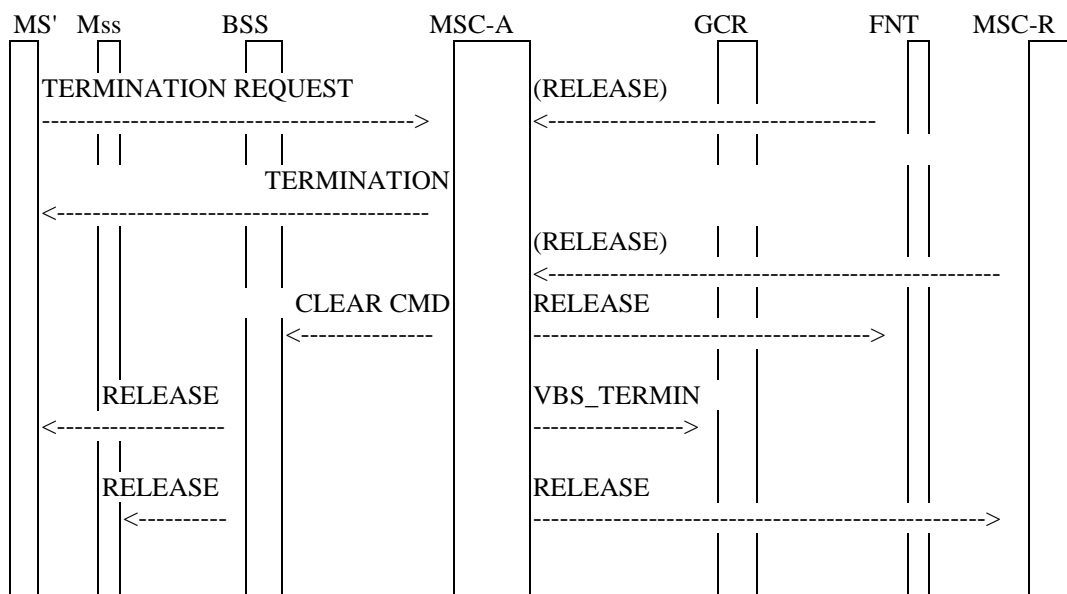 MS' Mss BSS MSC-A GCR FNT MSC-R
TERMINATION REQUEST (RELEASE)
TERMINATION
(RELEASE)
CLEAR CMD RELEASE
RELEASE VBS_TERMIN
RELEASE RELEASE